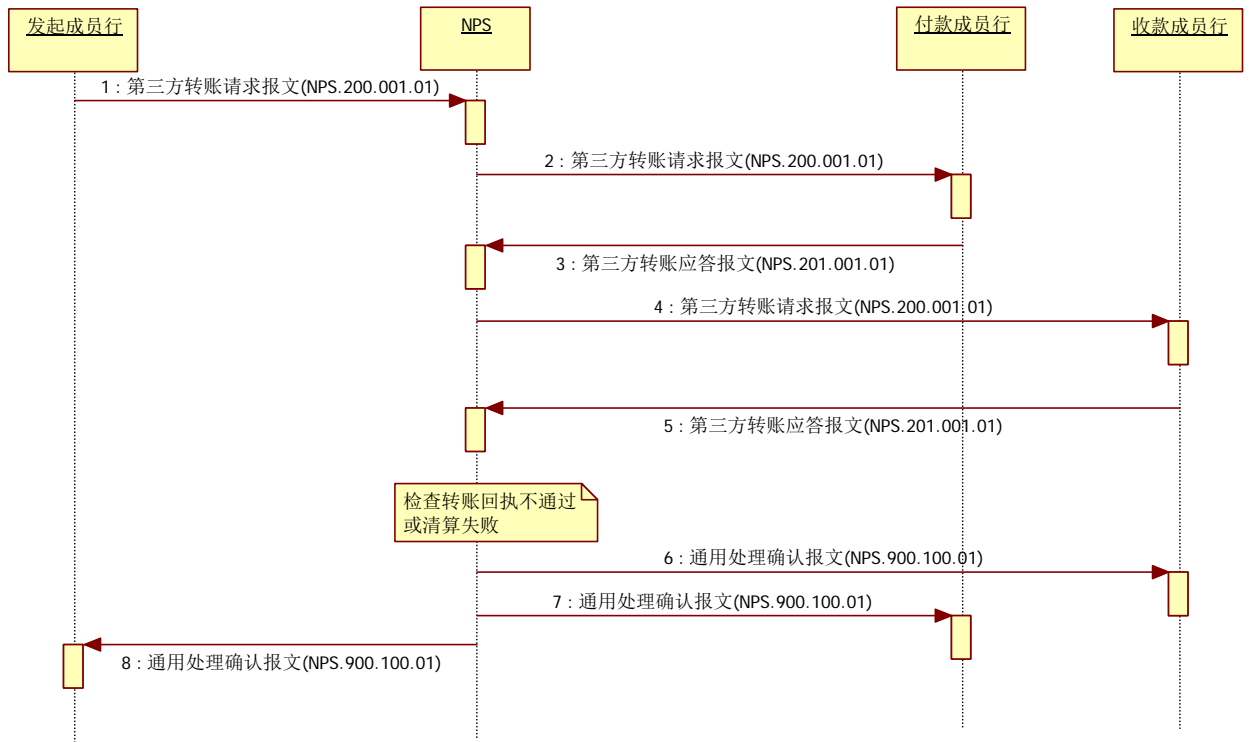 发起成员行
NPS
付款成员行
收款成员行
1 : 第三方转账请求报文(NPS.200.001.01)
2 : 第三方转账请求报文(NPS.200.001.01)
3 : 第三方转账应答报文(NPS.201.001.01)
4 : 第三方转账请求报文(NPS.200.001.01)
5 : 第三方转账应答报文(NPS.201.001.01)
检查转账回执不通过
或清算失败
6 : 通用处理确认报文(NPS.900.100.01)
7 : 通用处理确认报文(NPS.900.100.01)
8 : 通用处理确认报文(NPS.900.100.01)